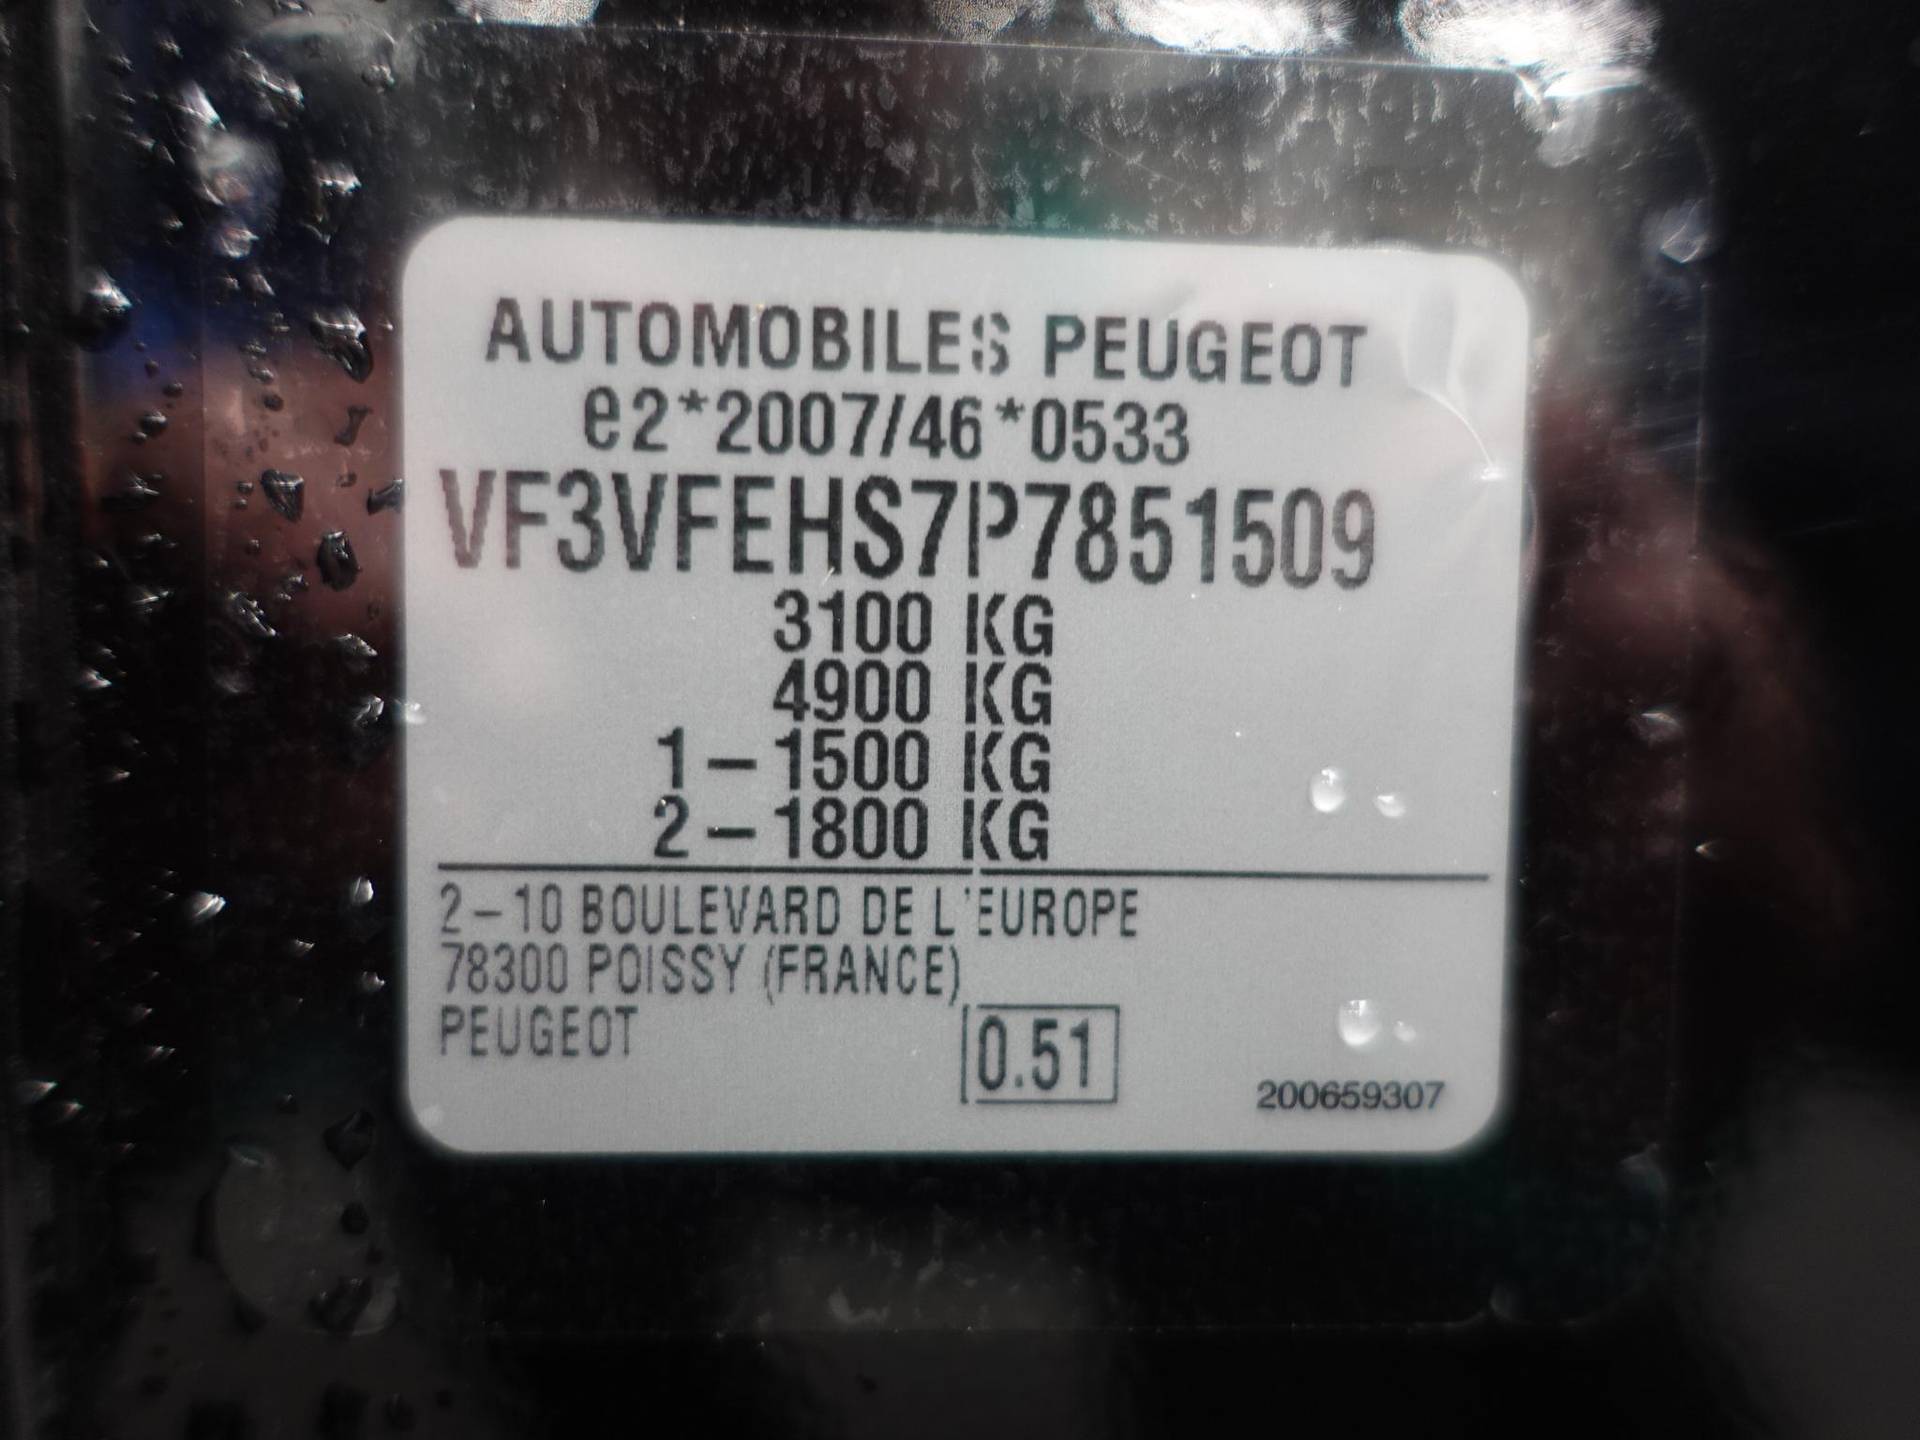 AUTOMOBILES PEUGEOT
e2*2007/46*0533
VF3VFEHS7P7851509
3100 KG
4900 KG
1-1500 KG
2-1800 KG
2-10 BOULEVARD DE L'EUROPE
78300 POISSY (FRANCE)
PEUGEOT
0.51
200659307